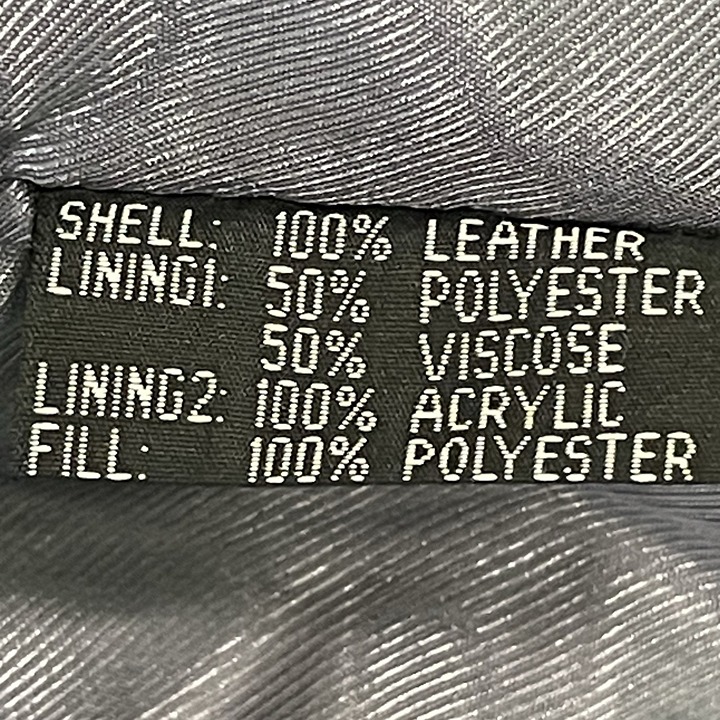 SHELL: 100% LEATHER
LINING1: 50% POLYESTER
50% VISCOSE
LINING2: 100% ACRYLIC
FILL: 100% POLYESTER